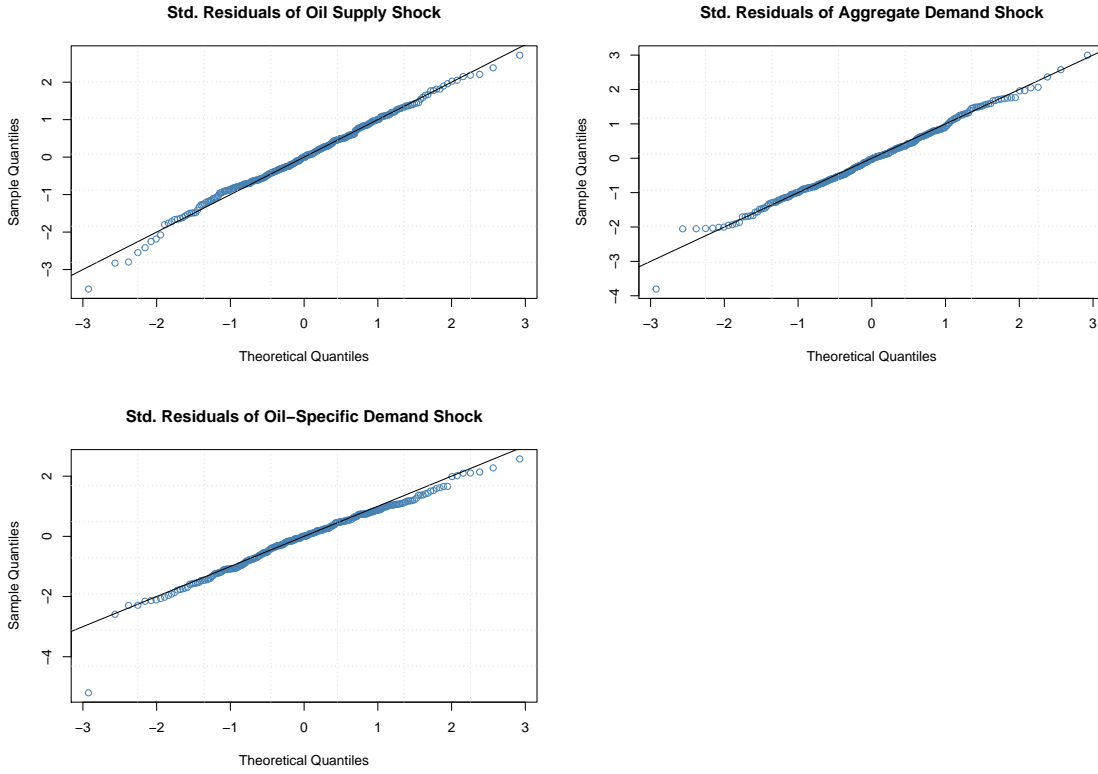 Std. Residuals of Oil Supply Shock
Sample Quantiles
2
1
0
−1
−2
−3
−3 −2 −1 0 1 2 3
Theoretical Quantiles
Std. Residuals of Aggregate Demand Shock
Sample Quantiles
3
2
1
0
−1
−2
−3
−4
−3 −2 −1 0 1 2 3
Theoretical Quantiles
Std. Residuals of Oil−Specific Demand Shock
Sample Quantiles
2
0
−2
−4
−3 −2 −1 0 1 2 3
Theoretical Quantiles